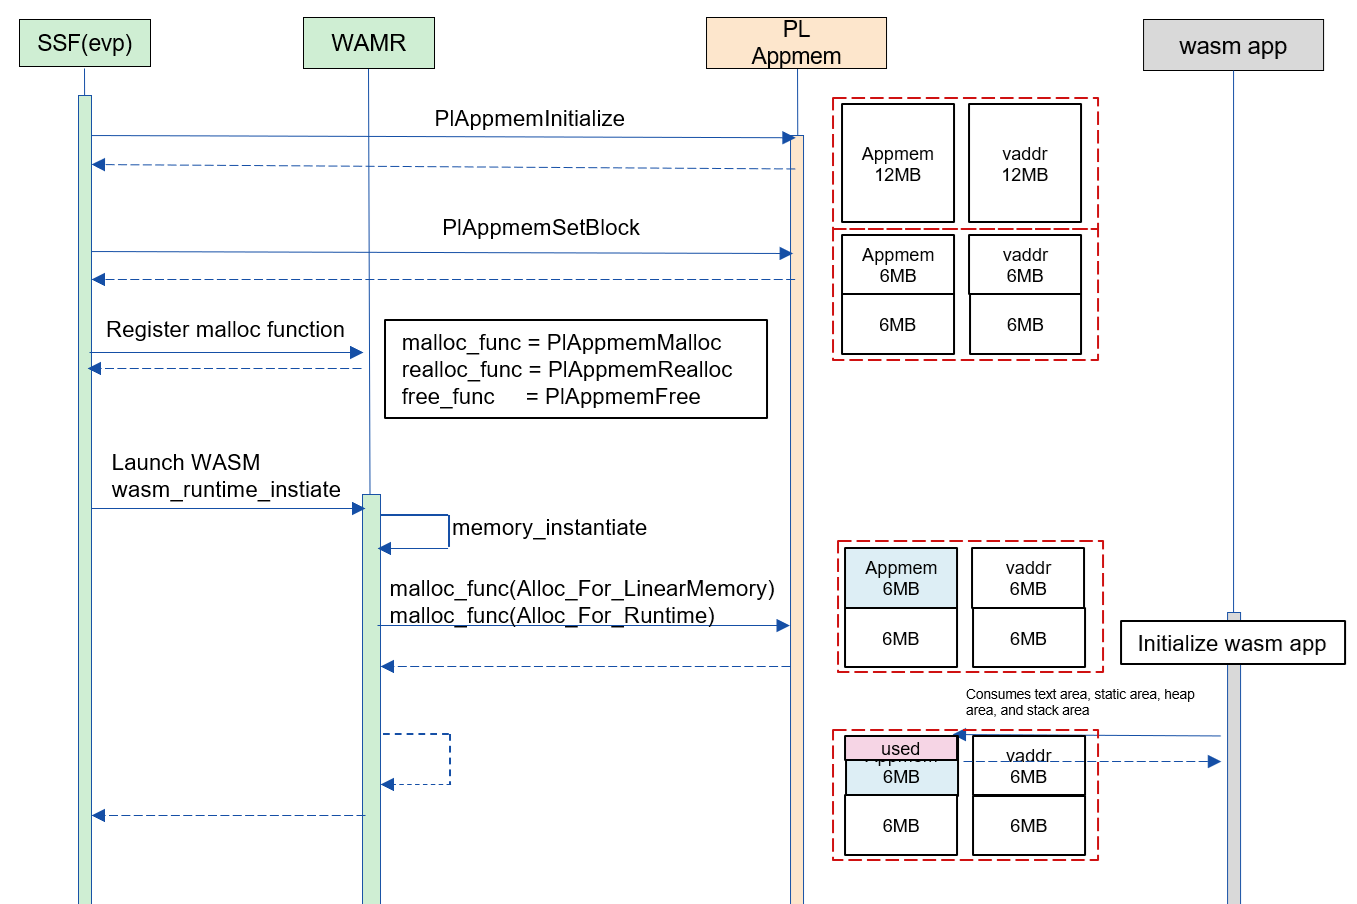 SSF(evp)
WAMR
PL
Appmem
wasm app
PlAppmemInitialize
Appmem
12MB
vaddr
12MB
PlAppmemSetBlock
Appmem
6MB
vaddr
6MB
6MB
6MB
Register malloc function
malloc_func = PlAppmemMalloc
realloc_func = PlAppmemRealloc
free_func = PlAppmemFree
Launch WASM
wasm_runtime_instiate
memory_instantiate
malloc_func(Alloc_For_LinearMemory)
malloc_func(Alloc_For_Runtime)
Appmem
6MB
vaddr
6MB
6MB
6MB
Initialize wasm app
Consumes text area, static area, heap
area, and stack area
used
Appmem
6MB
vaddr
6MB
6MB
6MB